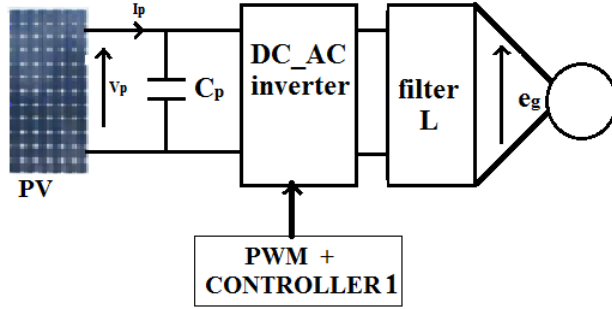 Ip
Vp
Cp
DC_AC
inverter
filter
L
eg
PV
PWM +
CONTROLLER 1